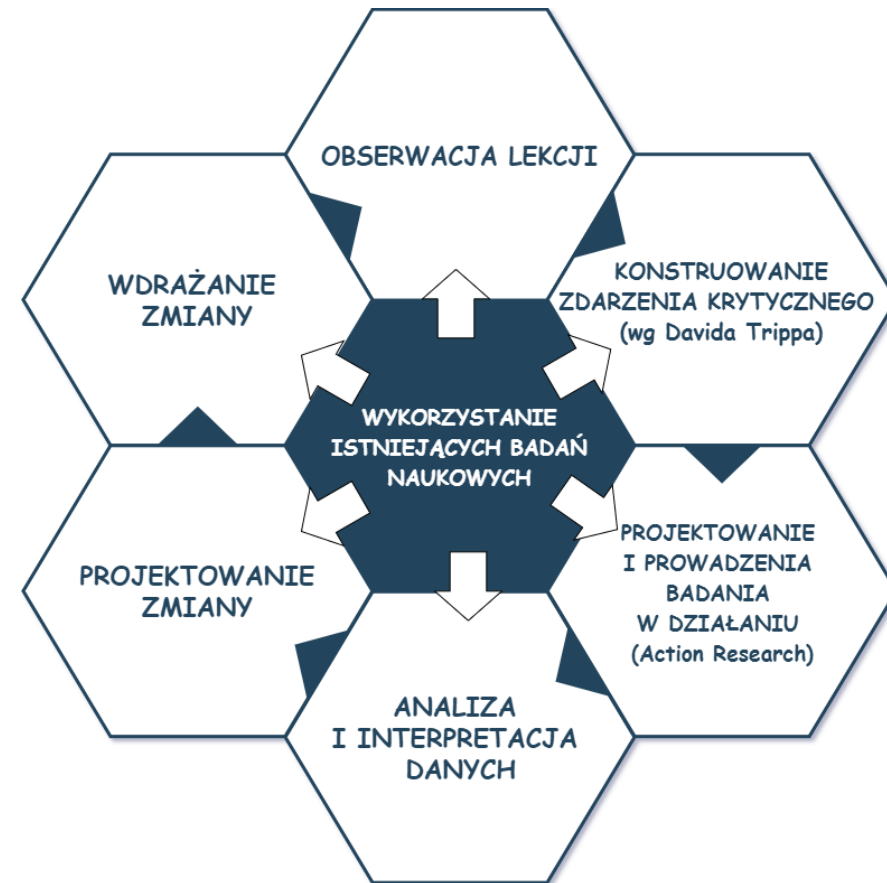 OBSERWACJA LEKCJI
KONSTRUOWANIE
ZDARZENIA KRYTYCZNEGO
(wg Davida Trippa)
PROJEKTOWANIE
I PROWADZENIA
BADANIA
W DZIAŁANIU
(Action Research)
ANALIZA
I INTERPRETACJA
DANYCH
PROJEKTOWANIE
ZMIANY
WDRAŻANIE
ZMIANY
WYKORZYSTANIE
ISTNIEJĄCYCH BADAŃ
NAUKOWYCH